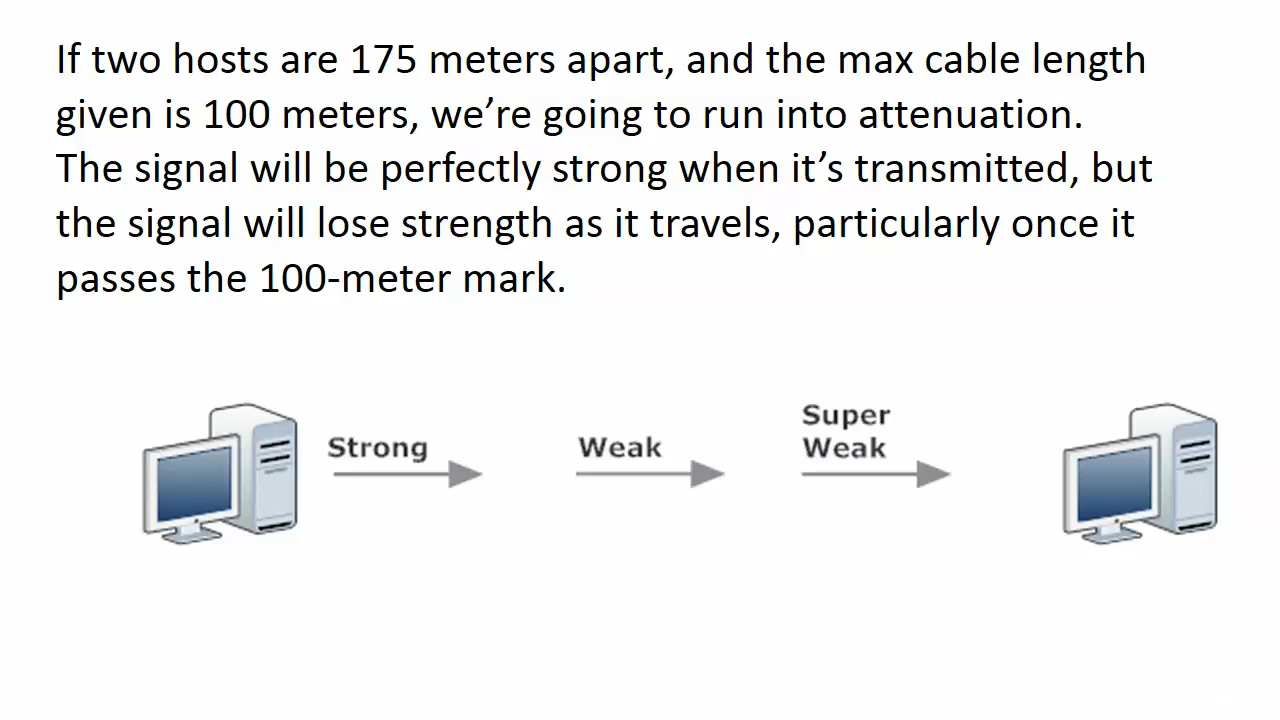 If two hosts are 175 meters apart, and the max cable length
given is 100 meters, we’re going to run into attenuation.
The signal will be perfectly strong when it’s transmitted, but
the signal will lose strength as it travels, particularly once it
passes the 100-meter mark.
Strong
Weak
Super
Weak